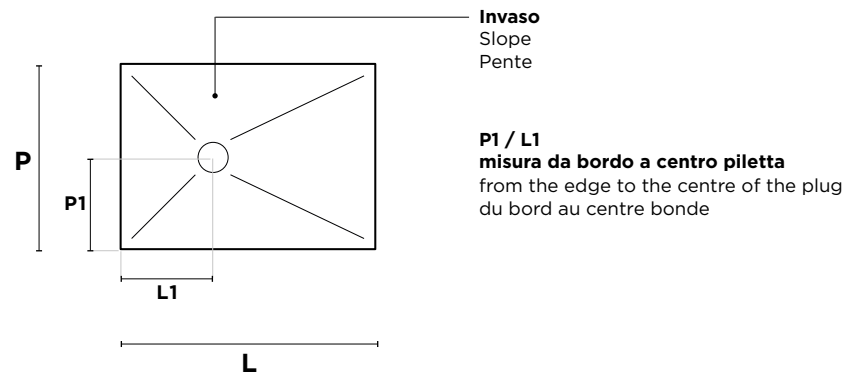 Invaso
Slope
Pente
P1 / L1
misura da bordo a centro piletta
from the edge to the centre of the plug
du bord au centre bonde
P
P1
L1
L